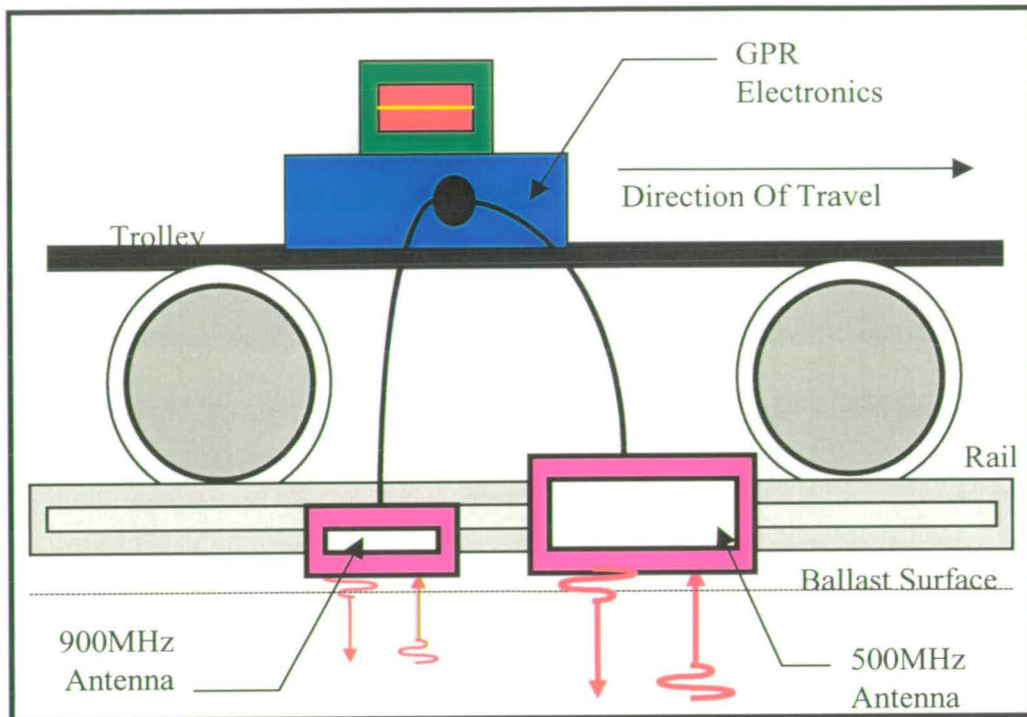 GPR
Electronics
Direction Of Travel
Trolley
Rail
Ballast Surface
900MHz
Antenna
500MHz
Antenna